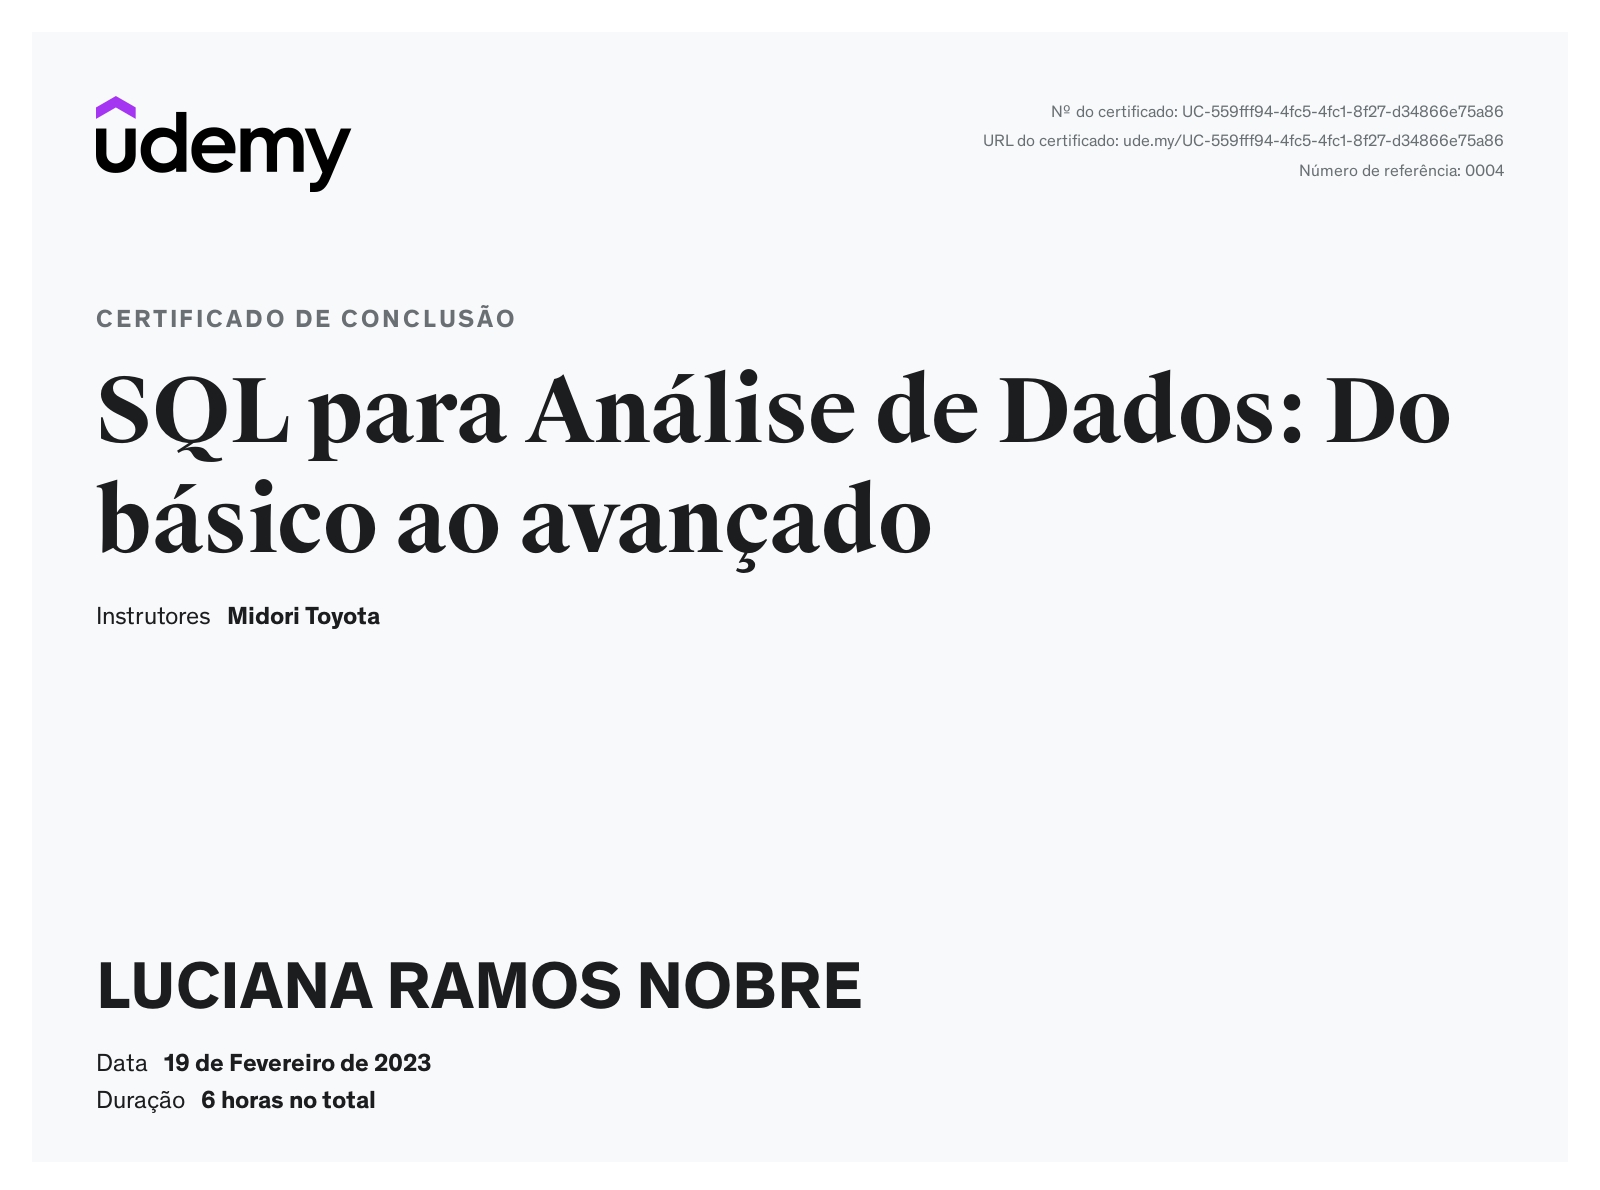 udemy
Nº do certificado: UC-559fff94-4fc5-4fc1-8f27-d34866e75a86
URL do certificado: ude.my/UC-559fff94-4fc5-4fc1-8f27-d34866e75a86
Número de referência: 0004
CERTIFICADO DE CONCLUSÃO
SQL para Análise de Dados: Do
básico ao avançado
Instrutores Midori Toyota
LUCIANA RAMOS NOBRE
Data 19 de Fevereiro de 2023
Duração 6 horas no total